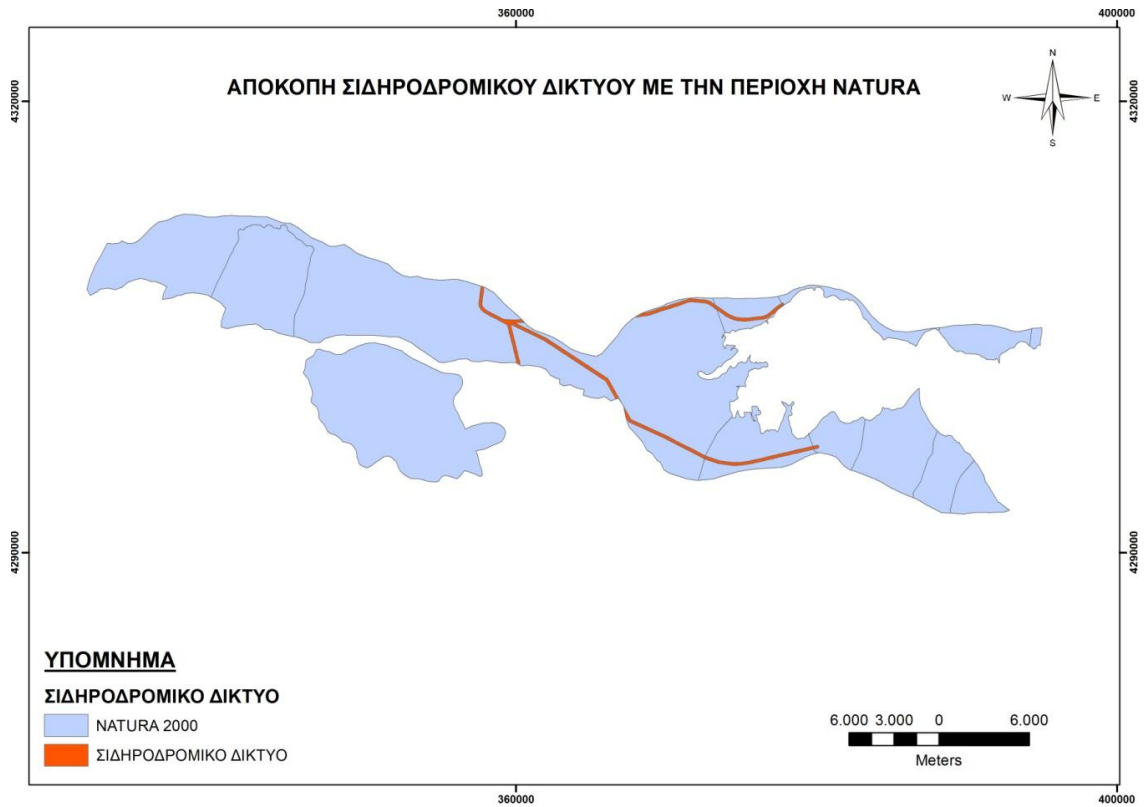 360000 400000
ΑΠΟΚΟΠΗ ΣΙΔΗΡΟΔΡΟΜΙΚΟΥ ΔΙΚΤΥΟΥ ΜΕ ΤΗΝ ΠΕΡΙΟΧΗ NATURA
N
W E
S
4320000 4320000
4290000 4290000
ΥΠΟΜΝΗΜΑ
ΣΙΔΗΡΟΔΡΟΜΙΚΟ ΔΙΚΤΥΟ
NATURA 2000
ΣΙΔΗΡΟΔΡΟΜΙΚΟ ΔΙΚΤΥΟ
6.000 3.000 0 6.000
Meters
360000 400000